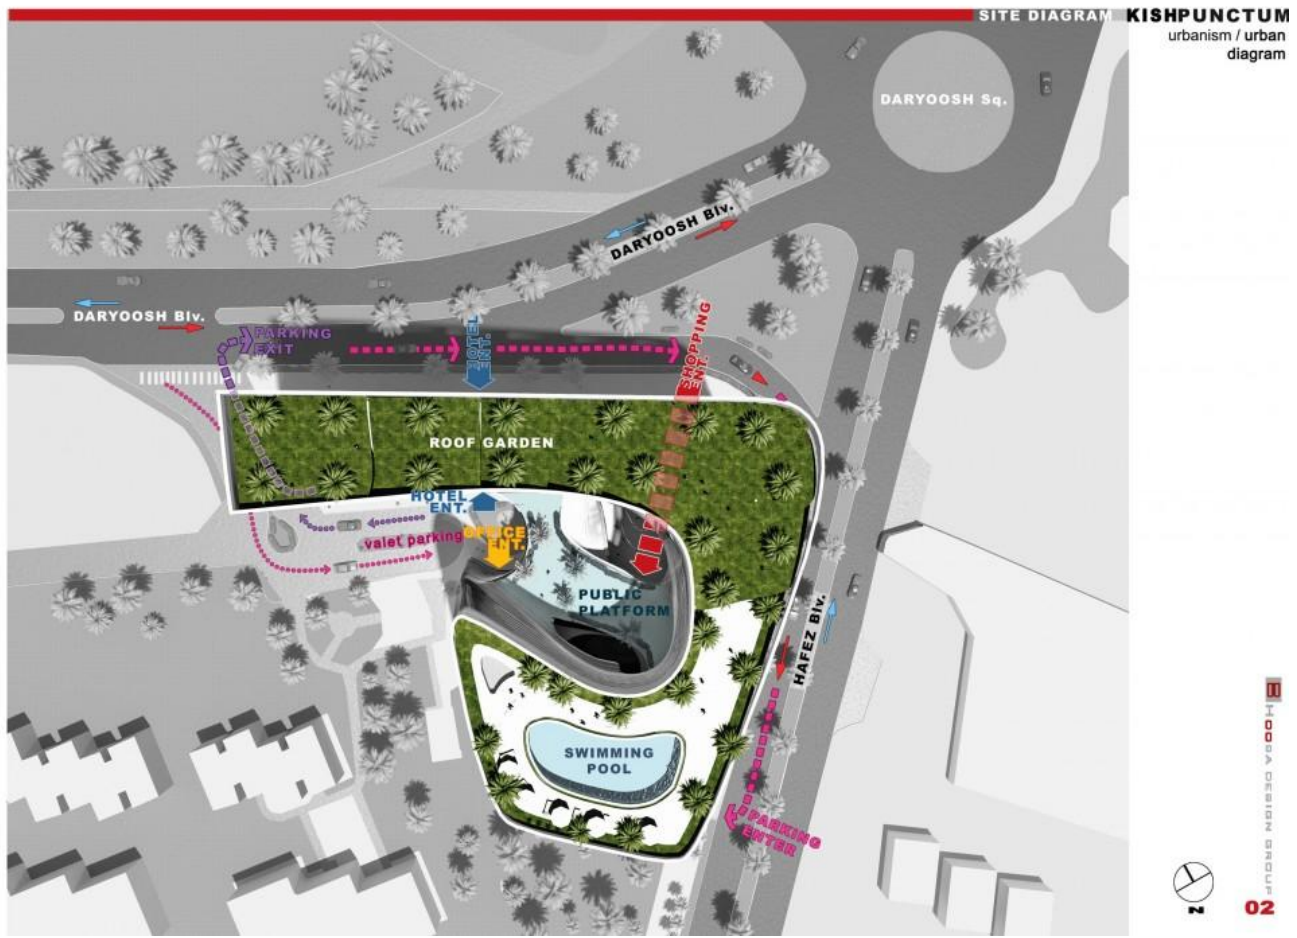 SITE DIAGRAM
KISHPUNCTUM
urbanism / urban
diagram
DARYOOSH Sq.
DARYOOSH Blv.
DARYOOSH Blv.
PARKING
EXIT
HOTEL
ENT.
SHOPPING
ENT.
ROOF GARDEN
HOTEL
ENT.
OFFICE
ENT.
valet parking
PUBLIC
PLATFORM
HAFEZ Blv.
SWIMMING
POOL
PARKING
ENTER
HOORA DESIGN GROUP
N
02